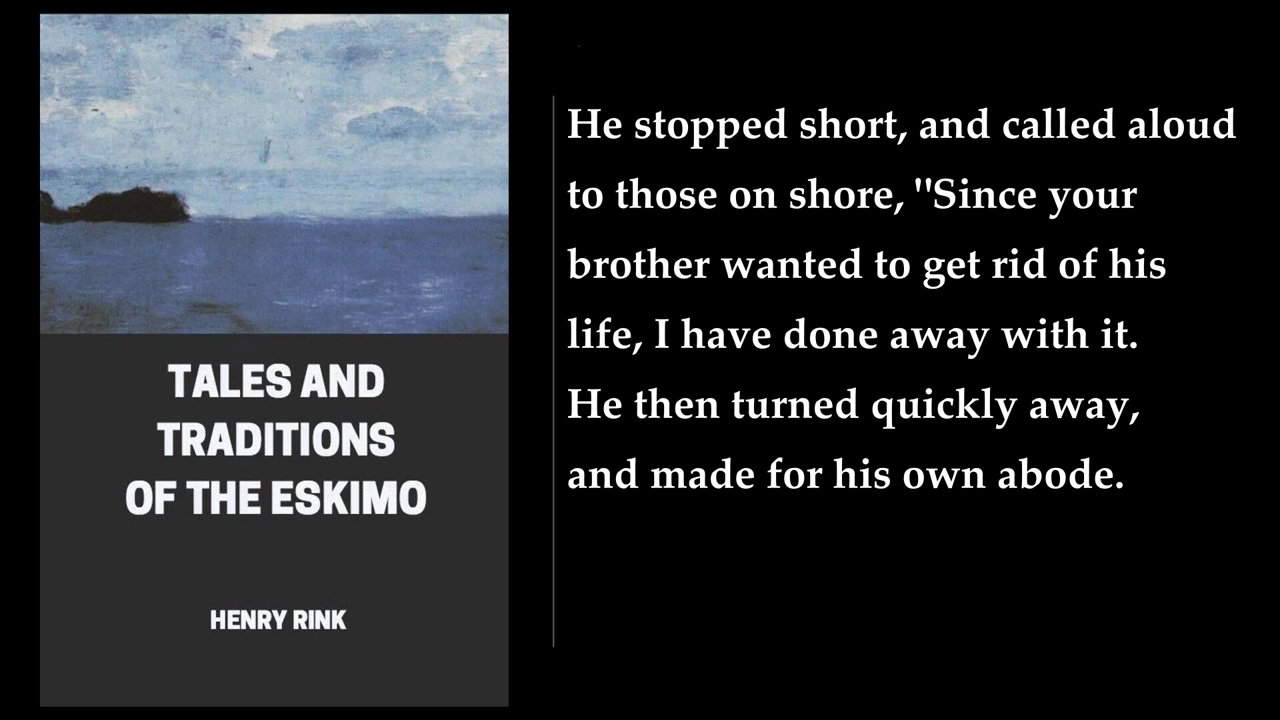 TALES AND
TRADITIONS
OF THE ESKIMO
HENRY RINK
He stopped short, and called aloud
to those on shore, "Since your
brother wanted to get rid of his
life, I have done away with it.
He then turned quickly away,
and made for his own abode.